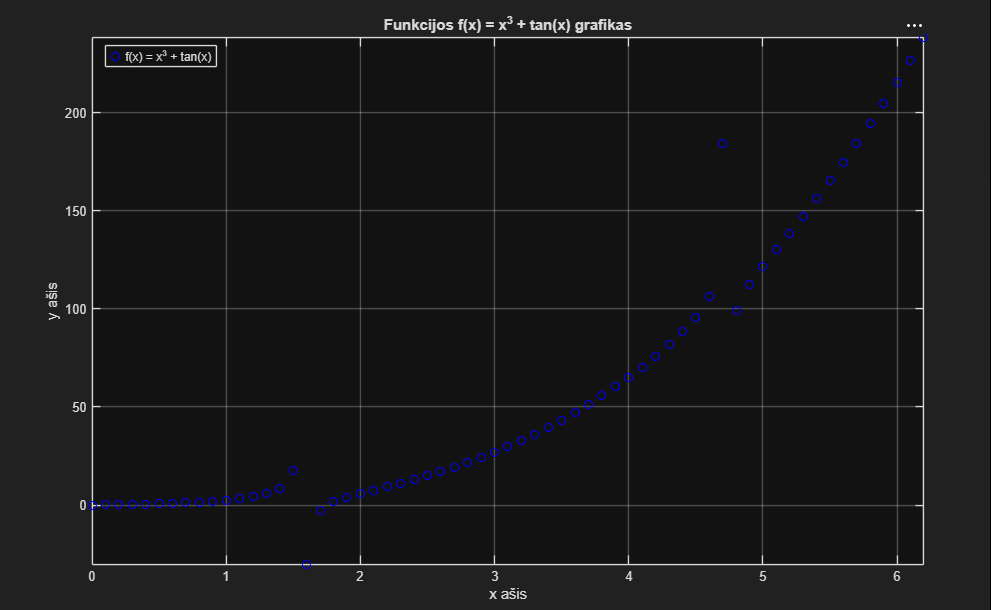 Funkcijos f(x) = x³ + tan(x) grafikas
f(x) = x³ + tan(x)
200
150
100
50
0
y ašis
0 1 2 3 4 5 6
x ašis